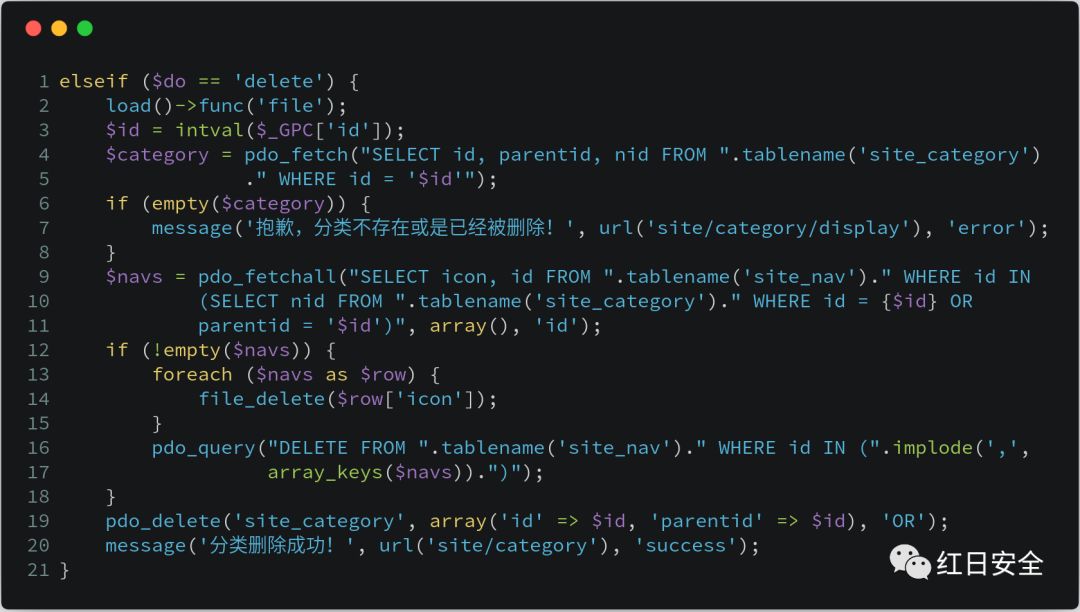 1 elseif ($do == 'delete') {
2     load()->func('file');
3     $id = intval($_GPC['id']);
4     $category = pdo_fetch("SELECT id, parentid, nid FROM ".tablename('site_category')
5                 ." WHERE id = '$id'");
6     if (empty($category)) {
7         message('抱歉，分类不存在或是已经被删除！', url('site/category/display'), 'error');
8     }
9     $navs = pdo_fetchall("SELECT icon, id FROM ".tablename('site_nav')." WHERE id IN
10             (SELECT nid FROM ".tablename('site_category')." WHERE id = {$id} OR
11             parentid = '$id')", array(), 'id');
12     if (!empty($navs)) {
13         foreach ($navs as $row) {
14             file_delete($row['icon']);
15         }
16         pdo_query("DELETE FROM ".tablename('site_nav')." WHERE id IN (".implode(',',
17                   array_keys($navs)).")");
18     }
19     pdo_delete('site_category', array('id' => $id, 'parentid' => $id), 'OR');
20     message('分类删除成功！', url('site/category'), 'success');
21 }
红日安全